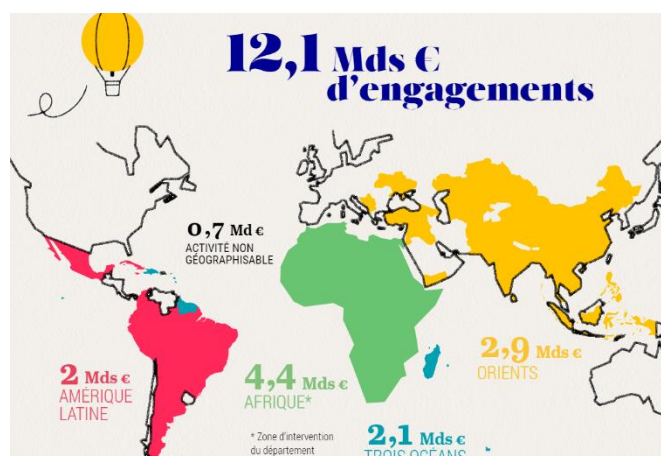 12,1 Mds €
d'engagements
0,7 Md €
ACTIVITÉ NON
GÉOGRAPHISABLE
2 Mds €
AMÉRIQUE
LATINE
4,4 Mds €
AFRIQUE*
2,9 Mds €
ORIENTS
* Zone d'intervention
du département
2,1 Mds €
TROIS OCÉANS